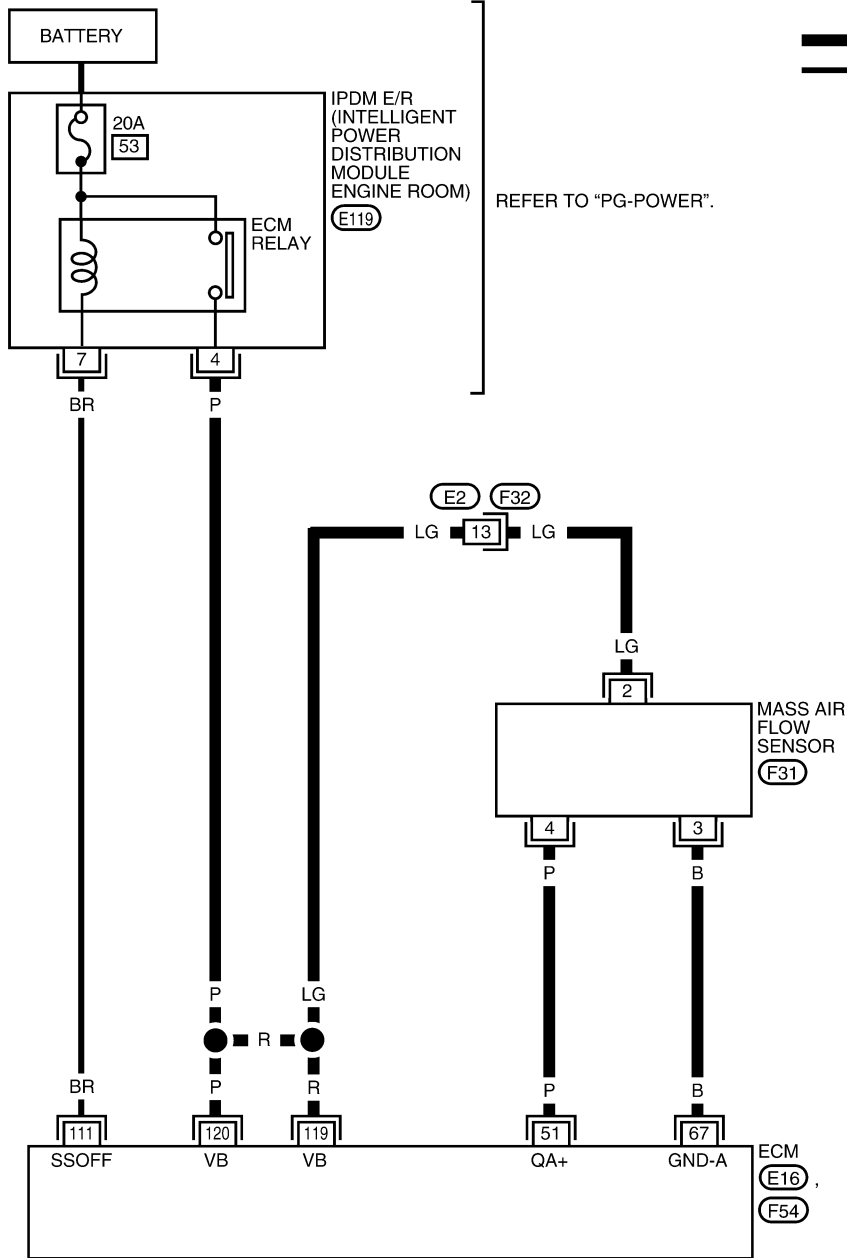 BATTERY
20A
53
IPDM E/R
(INTELLIGENT
POWER
DISTRIBUTION
MODULE
ENGINE ROOM)
E119
REFER TO “PG-POWER”.
ECM
RELAY
7
4
BR
P
E2
F32
LG
13
LG
LG
2
MASS AIR
FLOW
SENSOR
F31
4
3
P
B
P
LG
R
BR
P
R
P
B
111
120
119
51
67
SSOFF
VB
VB
QA+
GND-A
ECM
E16 ,
F54